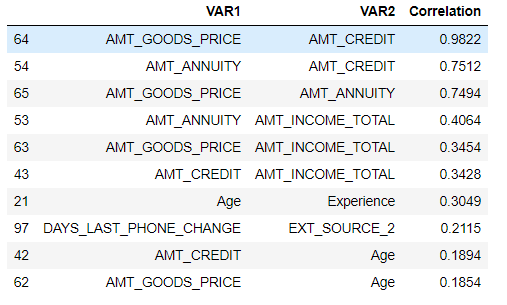 VAR1 VAR2 Correlation
64 AMT_GOODS_PRICE AMT_CREDIT 0.9822
54 AMT_ANNUITY AMT_CREDIT 0.7512
65 AMT_GOODS_PRICE AMT_ANNUITY 0.7494
53 AMT_ANNUITY AMT_INCOME_TOTAL 0.4064
63 AMT_GOODS_PRICE AMT_INCOME_TOTAL 0.3454
43 AMT_CREDIT AMT_INCOME_TOTAL 0.3428
21 Age Experience 0.3049
97 DAYS_LAST_PHONE_CHANGE EXT_SOURCE_2 0.2115
42 AMT_CREDIT Age 0.1894
62 AMT_GOODS_PRICE Age 0.1854